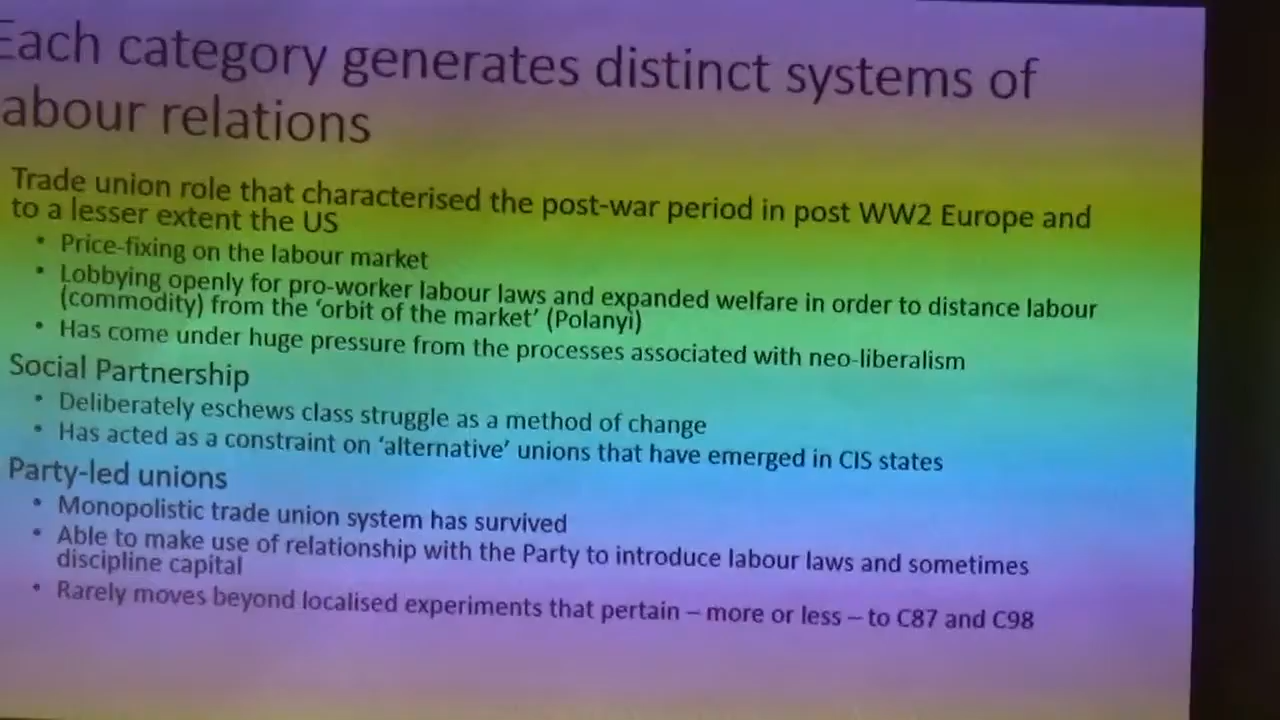 Each category generates distinct systems of
abour relations
Trade union role that characterised the post-war period in post WW2 Europe and
to a lesser extent the US
• Price-fixing on the labour market
• Lobbying openly for pro-worker labour laws and expanded welfare in order to distance labour
(commodity) from the ‘orbit of the market’ (Polanyi)
• Has come under huge pressure from the processes associated with neo-liberalism
Social Partnership
• Deliberately eschews class struggle as a method of change
• Has acted as a constraint on ‘alternative’ unions that have emerged in CIS states
Party-led unions
• Monopolistic trade union system has survived
• Able to make use of relationship with the Party to introduce labour laws and sometimes
discipline capital
• Rarely moves beyond localised experiments that pertain – more or less – to C87 and C98